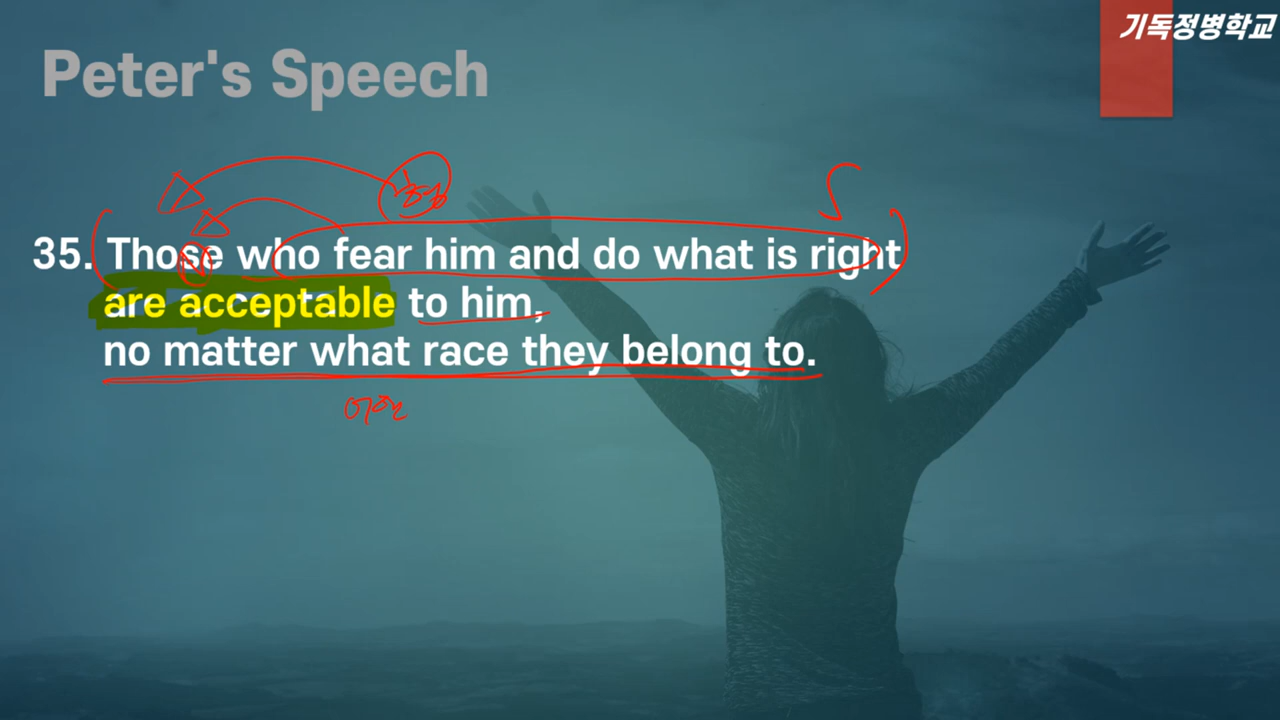 기독정병학교
Peter's Speech
S
35. Those who fear him and do what is right
are acceptable to him,
no matter what race they belong to.